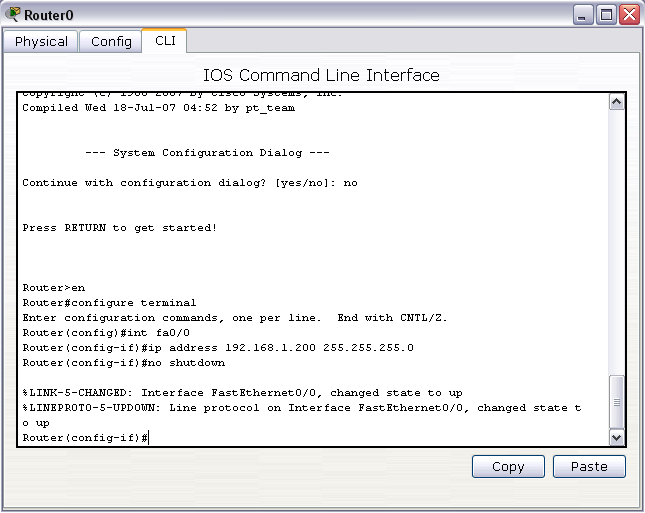 Router0
Physical Config CLI
IOS Command Line Interface
Compiled Wed 18-Jul-07 04:52 by pt_team
--- System Configuration Dialog ---
Continue with configuration dialog? [yes/no]: no
Press RETURN to get started!
Router>en
Router#configure terminal
Enter configuration commands, one per line.  End with CNTL/Z.
Router(config)#int fa0/0
Router(config-if)#ip address 192.168.1.200 255.255.255.0
Router(config-if)#no shutdown
%LINK-5-CHANGED: Interface FastEthernet0/0, changed state to up
%LINEPROTO-5-UPDOWN: Line protocol on Interface FastEthernet0/0, changed state t
o up
Router(config-if)#
Copy Paste